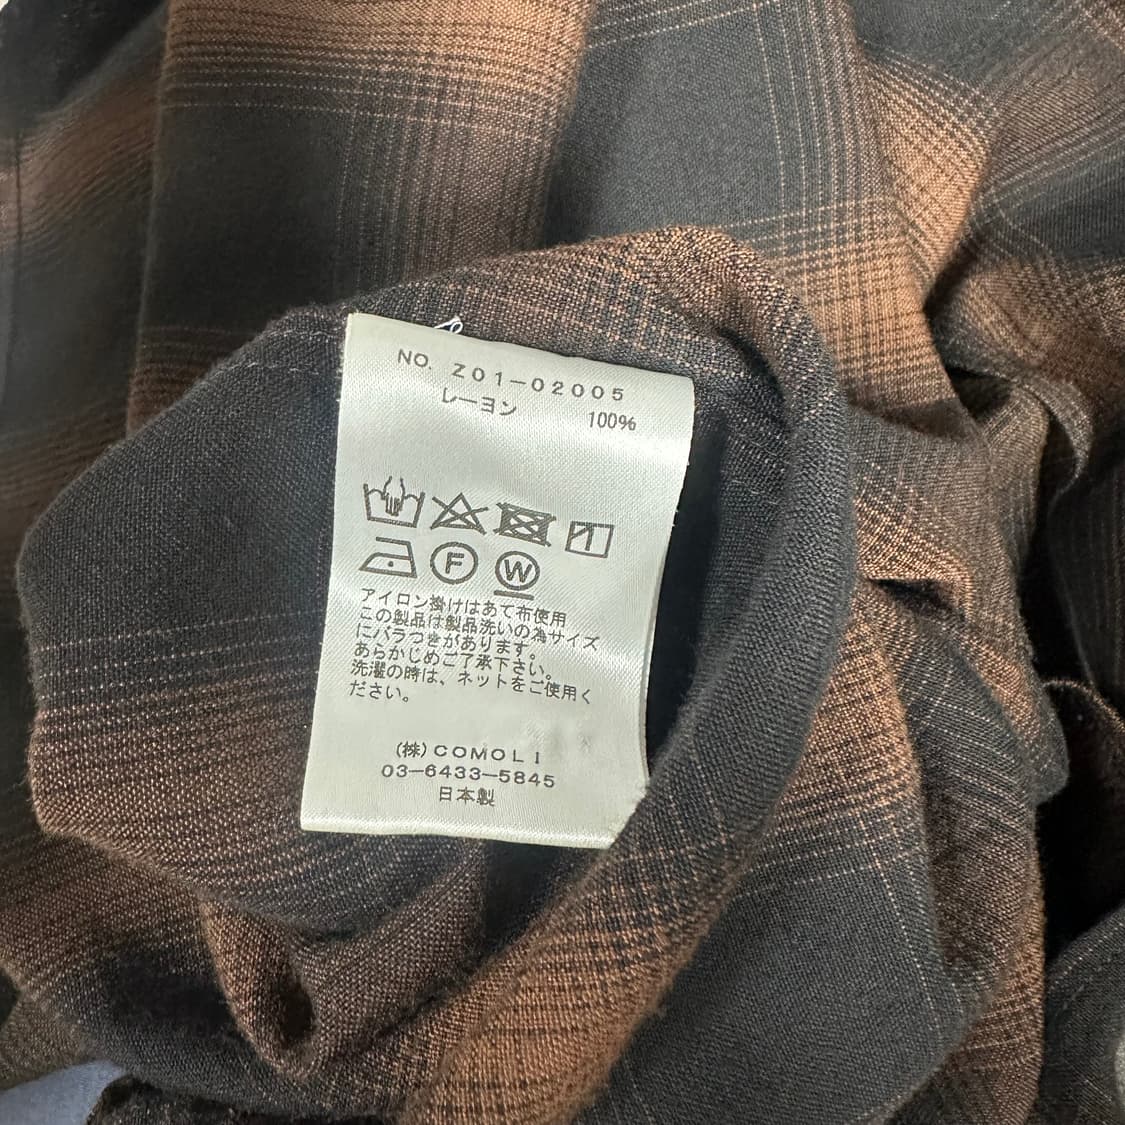 NO. Z01-02005
レーヨン 100%
F W
アイロン掛けはあて布使用
この製品は製品洗いの為サイズ
にバラつきがあります。
あらかじめご了承下さい。
洗濯の時は、ネットをご使用く
ださい。
(株)COMOLI
03-6433-5845
日本製